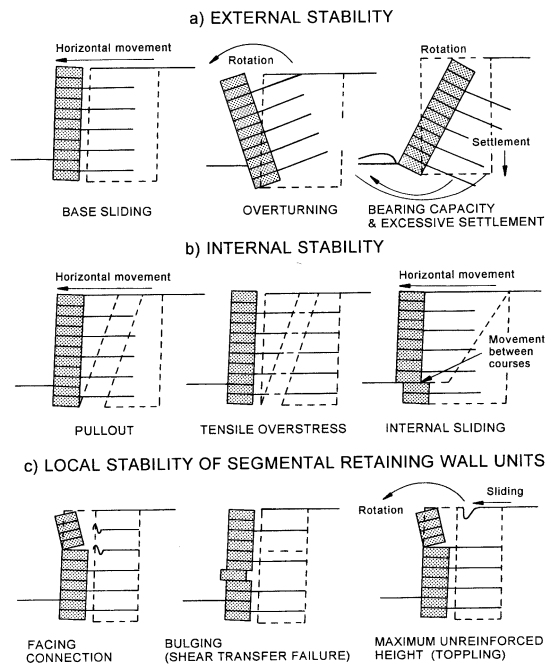 a) EXTERNAL STABILITY
Horizontal movement
Rotation
Rotation
Settlement
BASE SLIDING
OVERTURNING
BEARING CAPACITY
& EXCESSIVE SETTLEMENT
b) INTERNAL STABILITY
Horizontal movement
Horizontal movement
Movement
between
courses
PULLOUT
TENSILE OVERSTRESS
INTERNAL SLIDING
c) LOCAL STABILITY OF SEGMENTAL RETAINING WALL UNITS
Rotation
Sliding
FACING
CONNECTION
BULGING
(SHEAR TRANSFER FAILURE)
MAXIMUM UNREINFORCED
HEIGHT (TOPPLING)